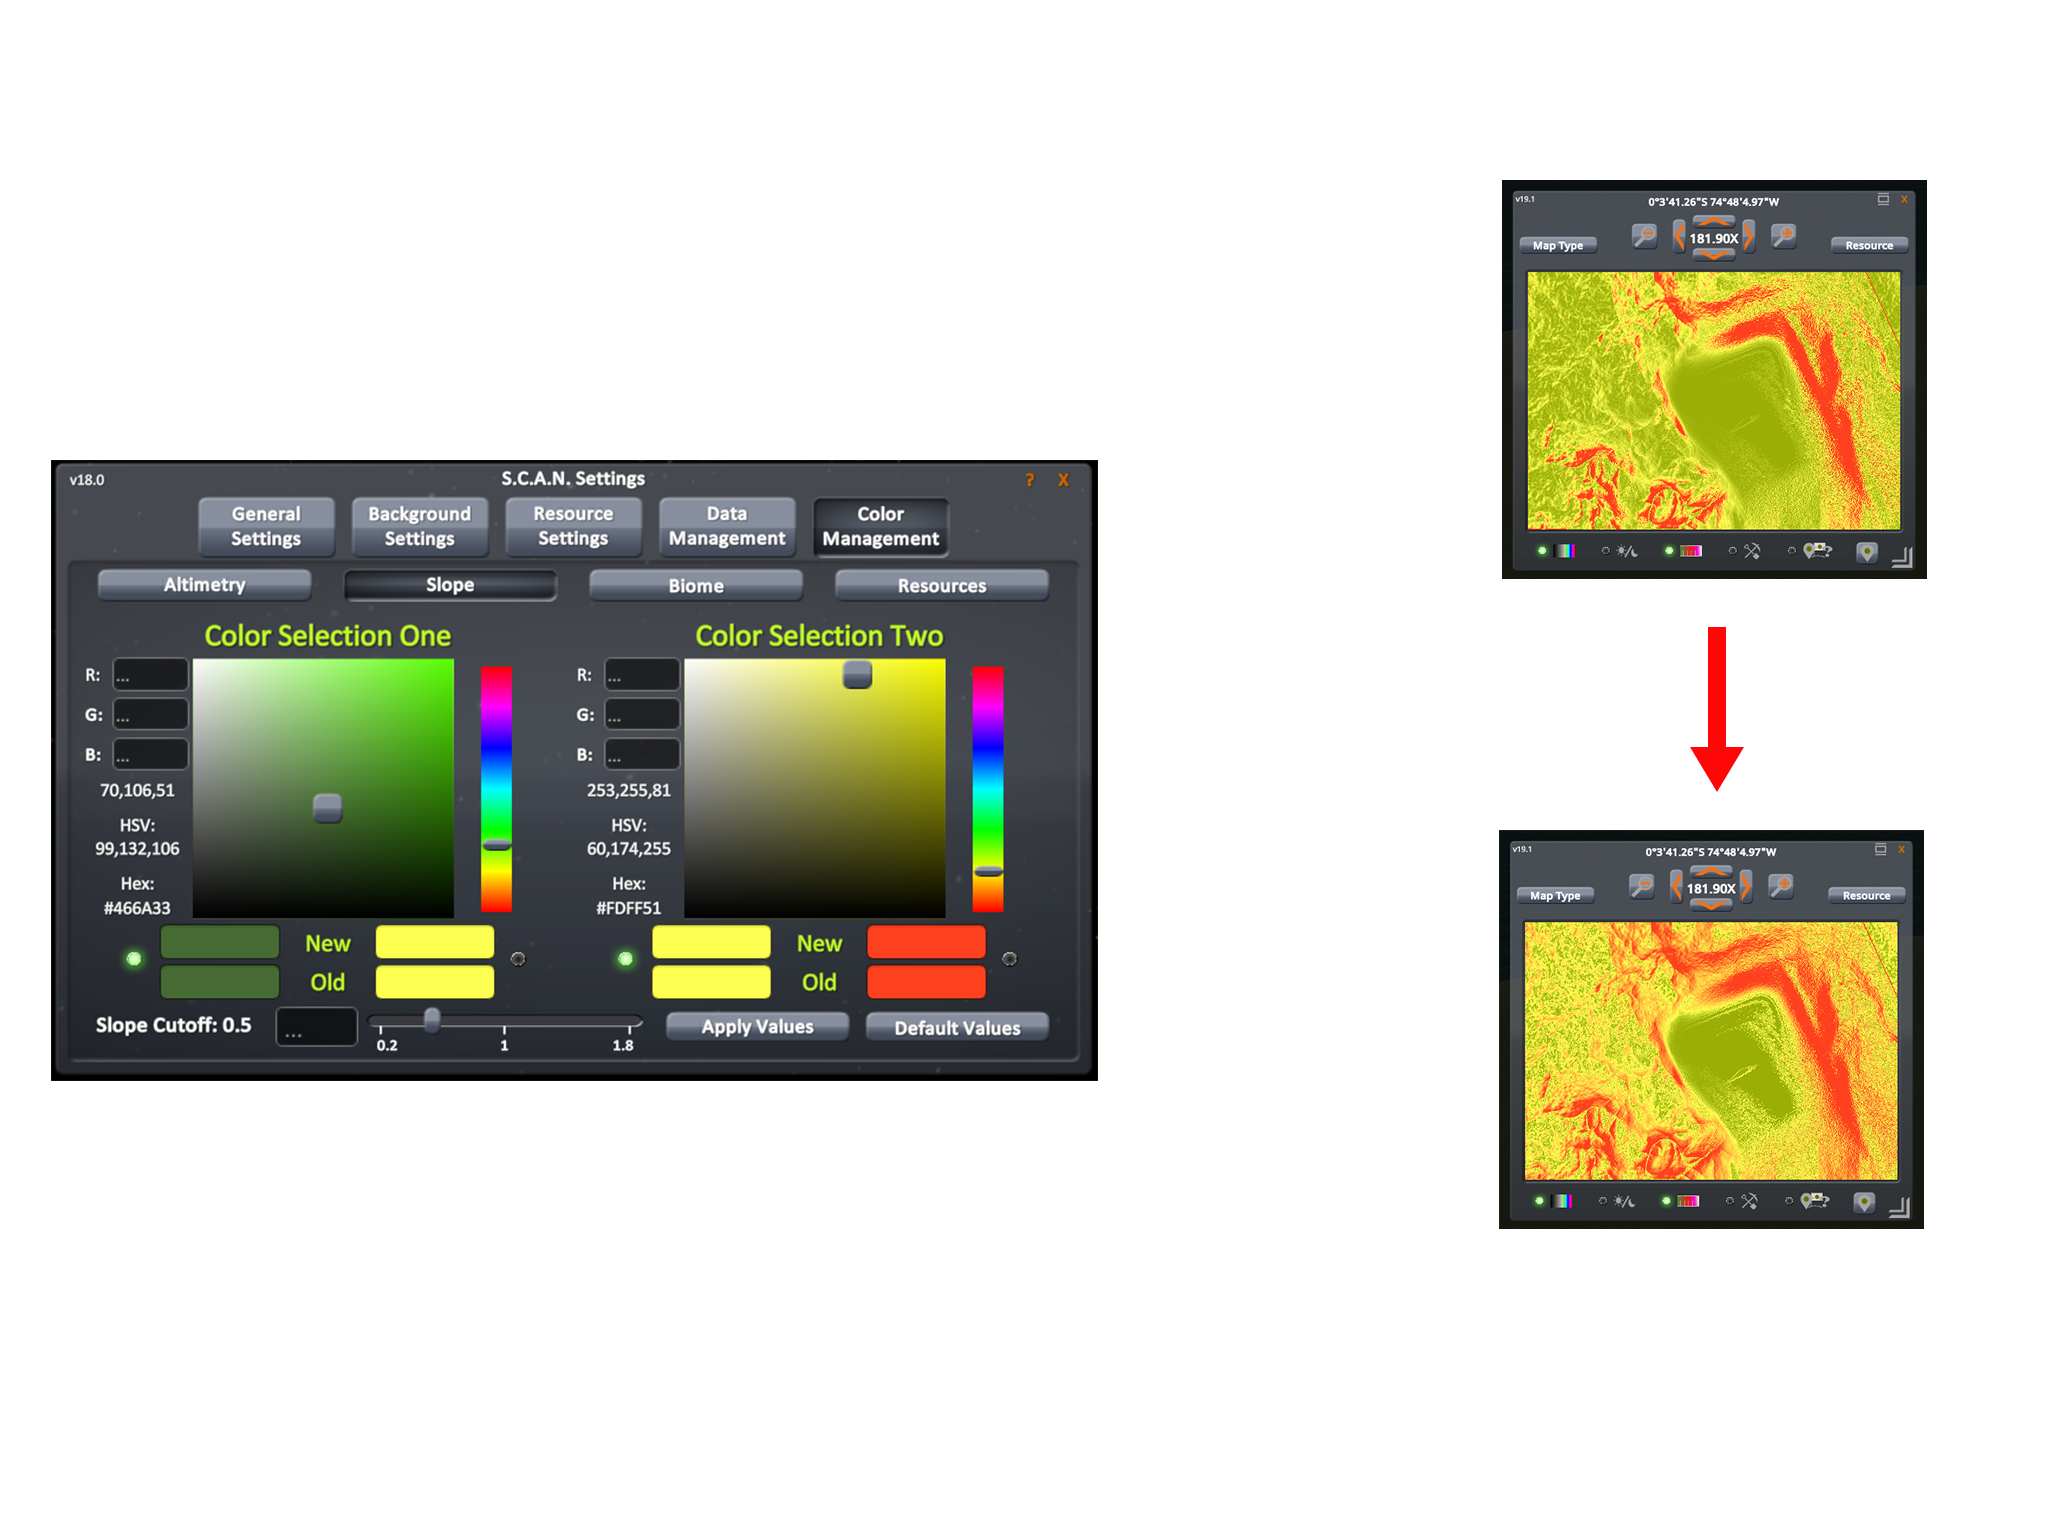 v18.0
S.C.A.N. Settings
? X
General
Settings
Background
Settings
Resource
Settings
Data
Management
Color
Management
Altimetry
Slope
Biome
Resources
Color Selection One
R: ...
G: ...
B: ...
70,106,51
HSV:
99,132,106
Hex:
#466A33
New
Old
Color Selection Two
R: ...
G: ...
B: ...
253,255,81
HSV:
60,174,255
Hex:
#FDFF51
New
Old
Slope Cutoff: 0.5
...
0.2 1 1.8
Apply Values
Default Values
v19.1
0°3'41.26"S 74°48'4.97"W
X
181.90X
Map Type
Resource
v19.1
0°3'41.26"S 74°48'4.97"W
X
181.90X
Map Type
Resource